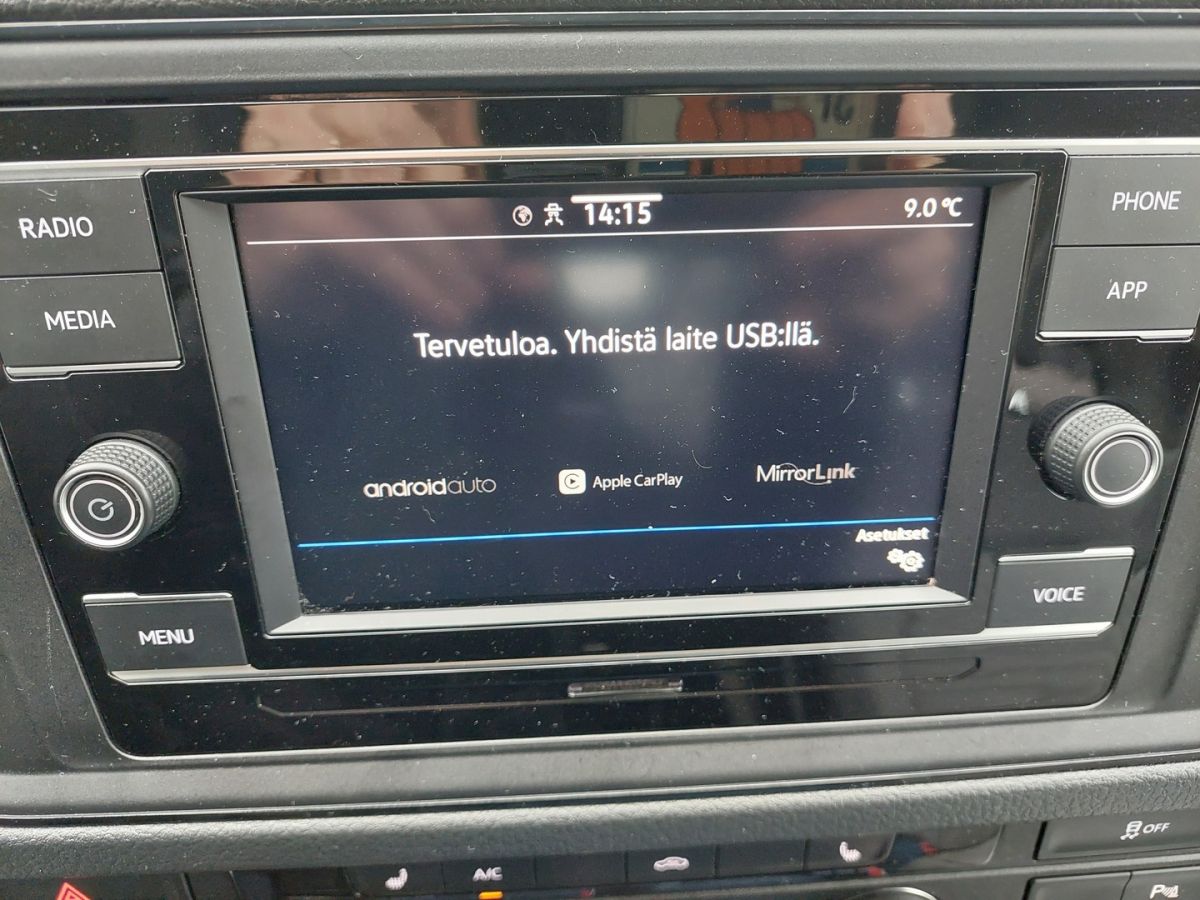 14:15
9.0 °C
RADIO
PHONE
MEDIA
APP
Tervetuloa. Yhdistä laite USB:llä.
androidauto
Apple CarPlay
MirrorLink
Asetukset
MENU
VOICE
OFF
A/C
P